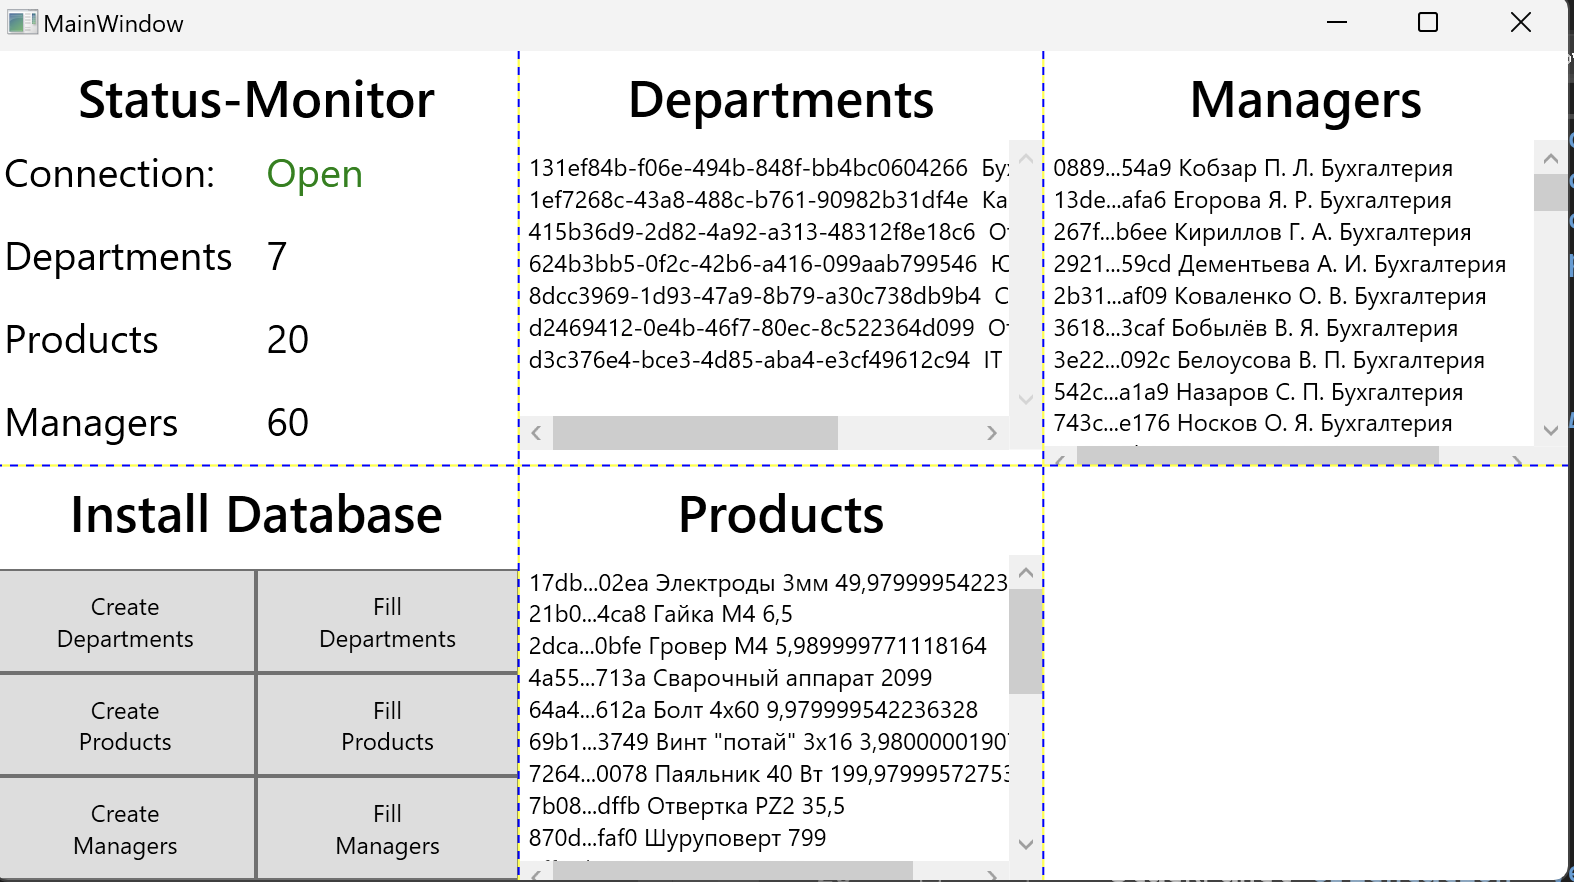 MainWindow
Status-Monitor
Connection: Open
Departments 7
Products 20
Managers 60
Departments
131ef84b-f06e-494b-848f-bb4bc0604266 Бу
1ef7268c-43a8-488c-b761-90982b31df4e Ка
415b36d9-2d82-4a92-a313-48312f8e18c6 От
624b3bb5-0f2c-42b6-a416-099aab799546 Ю
8dcc3969-1d93-47a9-8b79-a30c738db9b4 С
d2469412-0e4b-46f7-80ec-8c522364d099 От
d3c376e4-bce3-4d85-aba4-e3cf49612c94 IT
Managers
0889...54a9 Кобзар П. Л. Бухгалтерия
13de...afa6 Егорова Я. Р. Бухгалтерия
267f...b6ee Кириллов Г. А. Бухгалтерия
2921...59cd Дементьева А. И. Бухгалтерия
2b31...af09 Коваленко О. В. Бухгалтерия
3618...3caf Бобылёв В. Я. Бухгалтерия
3e22...092c Белоусова В. П. Бухгалтерия
542c...a1a9 Назаров С. П. Бухгалтерия
743c...e176 Носков О. Я. Бухгалтерия
Install Database
Create
Departments
Fill
Departments
Create
Products
Fill
Products
Create
Managers
Fill
Managers
Products
17db...02ea Электроды 3мм 49,97999954223
21b0...4ca8 Гайка М4 6,5
2dca...0bfe Гровер М4 5,989999771118164
4a55...713a Сварочный аппарат 2099
64a4...612a Болт 4х60 9,979999542236328
69b1...3749 Винт "потай" 3х16 3,9800000190
7264...0078 Паяльник 40 Вт 199,9799957275
7b08...dffb Отвертка PZ2 35,5
870d...faf0 Шуруповерт 799